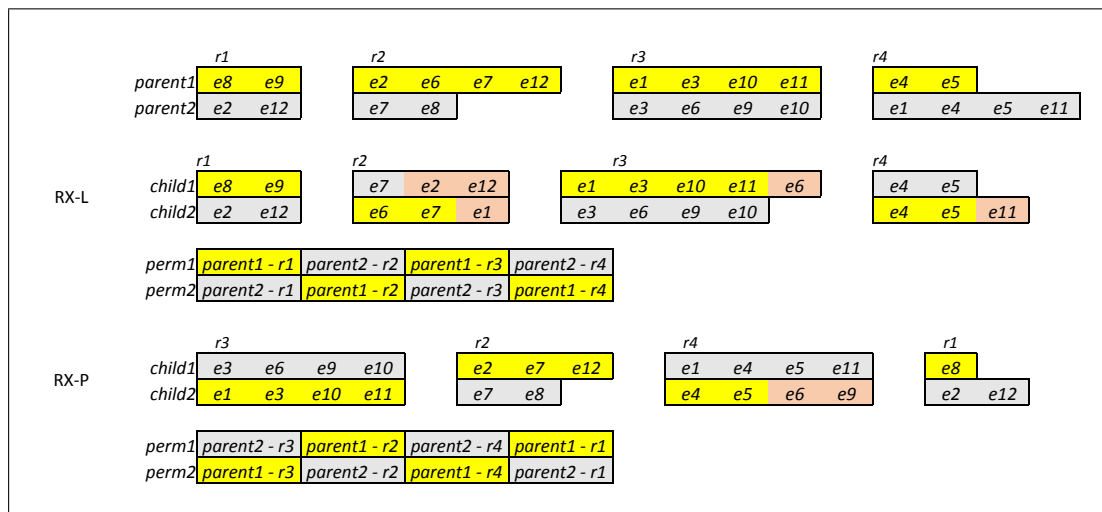 r1 r2 r3 r4
parent1 e8 e9 e2 e6 e7 e12 e1 e3 e10 e11 e4 e5
parent2 e2 e12 e7 e8 e3 e6 e9 e10 e1 e4 e5 e11
r1 r2 r3 r4
RX-L
child1 e8 e9 e7 e2 e12 e1 e3 e10 e11 e6 e4 e5
child2 e2 e12 e6 e7 e1 e3 e6 e9 e10 e4 e5 e11
perm1 parent1 - r1 parent2 - r2 parent1 - r3 parent2 - r4
perm2 parent2 - r1 parent1 - r2 parent2 - r3 parent1 - r4
r3 r2 r4 r1
RX-P
child1 e3 e6 e9 e10 e2 e7 e12 e1 e4 e5 e11 e8
child2 e1 e3 e10 e11 e7 e8 e4 e5 e6 e9 e2 e12
perm1 parent2 - r3 parent1 - r2 parent2 - r4 parent1 - r1
perm2 parent1 - r3 parent2 - r2 parent1 - r4 parent2 - r1